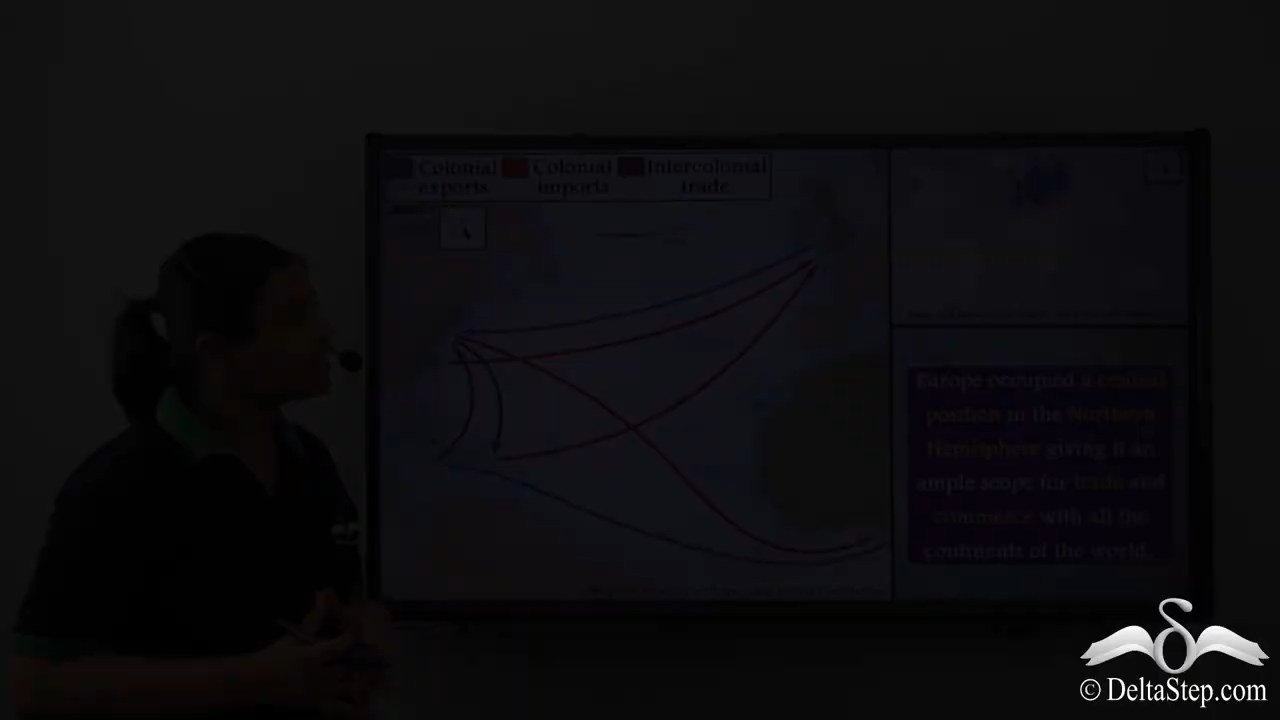 Colonial exports
Colonial imports
Intercolonial trade
Europe occupied a central
position in the Northern
Hemisphere giving it an
ample scope for trade and
commerce with all the
continents of the world.
© DeltaStep.com